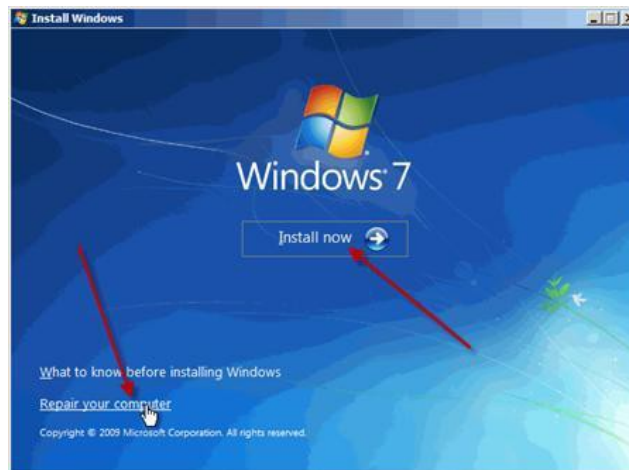 Install Windows
Windows 7
Install now
What to know before installing Windows
Repair your computer
Copyright © 2009 Microsoft Corporation. All rights reserved.